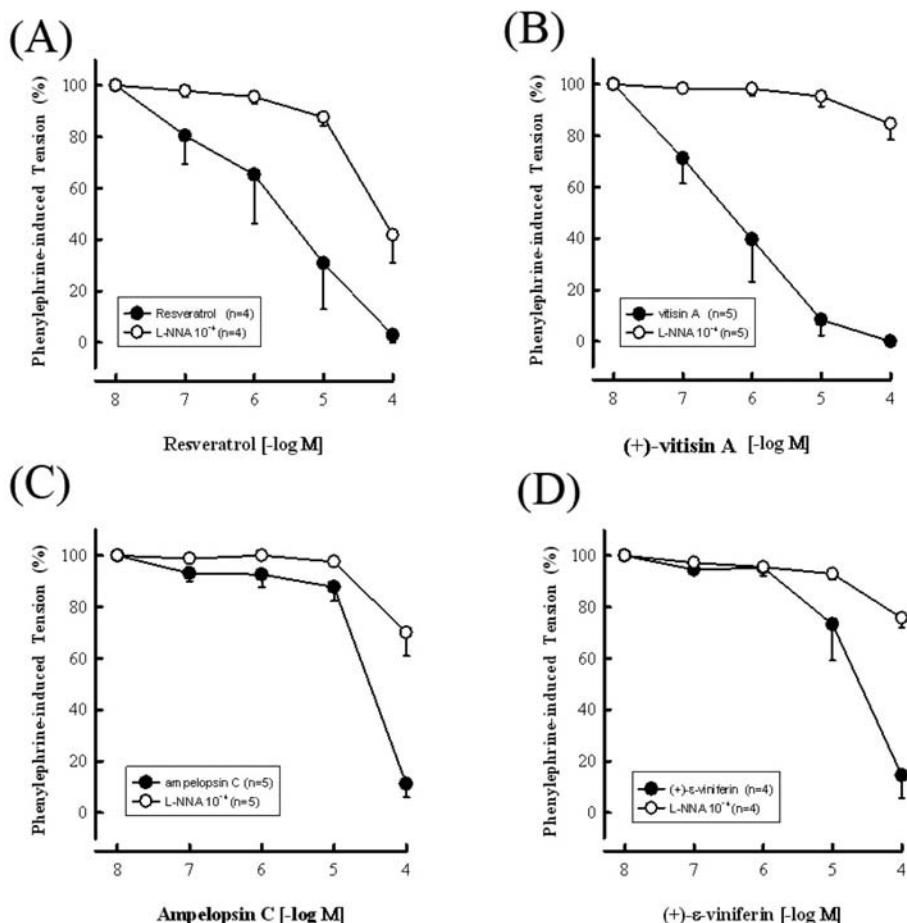 (A)
Phenylephrine-induced Tension (%)
100
80
60
40
20
0
Resveratrol (n=4)
L-NNA 10⁻⁴ (n=4)
8 7 6 5 4
Resveratrol [-log M]
(B)
Phenylephrine-induced Tension (%)
100
80
60
40
20
0
vitisin A (n=5)
L-NNA 10⁻⁴ (n=5)
8 7 6 5 4
(+)-vitisin A [-log M]
(C)
Phenylephrine-induced Tension (%)
100
80
60
40
20
0
ampelopsin C (n=5)
L-NNA 10⁻⁴ (n=5)
8 7 6 5 4
Ampelopsin C [-log M]
(D)
Phenylephrine-induced Tension (%)
100
80
60
40
20
0
(+)-ε-viniferin (n=4)
L-NNA 10⁻⁴ (n=4)
8 7 6 5 4
(+)-ε-viniferin [-log M]